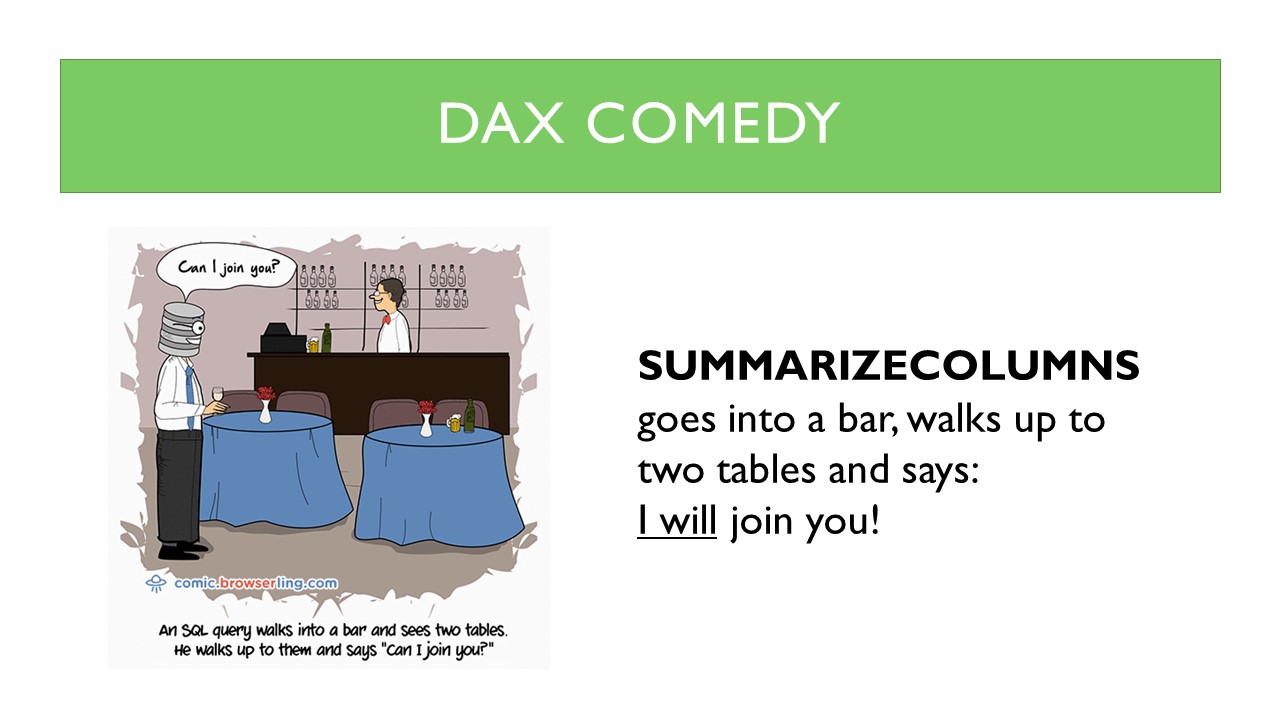 DAX COMEDY
Can I join you?
comic.browserling.com
An SQL query walks into a bar and sees two tables.
He walks up to them and says "Can I join you?"
SUMMARIZECOLUMNS
goes into a bar, walks up to
two tables and says:
I will join you!